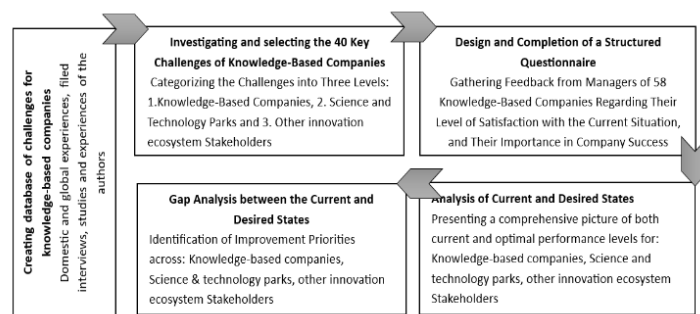 Creating database of challenges for
knowledge-based companies
Domestic and global experiences, filed
interviews, studies and experiences of the
authors
Investigating and selecting the 40 Key
Challenges of Knowledge-Based Companies
Categorizing the Challenges into Three Levels:
1.Knowledge-Based Companies, 2. Science and
Technology Parks and 3. Other innovation
ecosystem Stakeholders
Design and Completion of a Structured
Questionnaire
Gathering Feedback from Managers of 58
Knowledge-Based Companies Regarding Their
Level of Satisfaction with the Current Situation,
and Their Importance in Company Success
Analysis of Current and Desired States
Presenting a comprehensive picture of both
current and optimal performance levels for:
Knowledge-based companies, Science and
technology parks, other innovation ecosystem
Stakeholders
Gap Analysis between the Current and
Desired States
Identification of Improvement Priorities
across: Knowledge-based companies,
Science & technology parks, other innovation
ecosystem Stakeholders